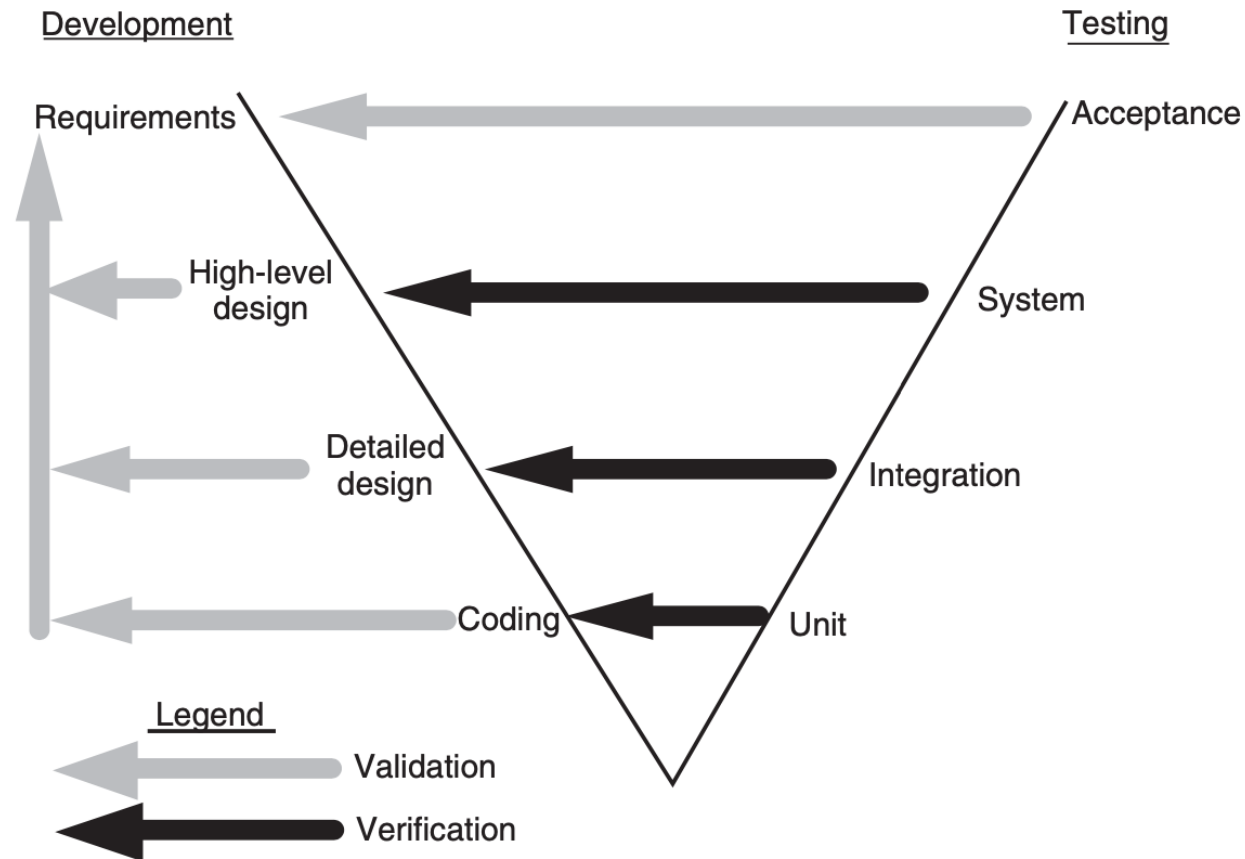 Development
Testing
Requirements
Acceptance
High-level
design
System
Detailed
design
Integration
Coding
Unit
Legend
Validation
Verification